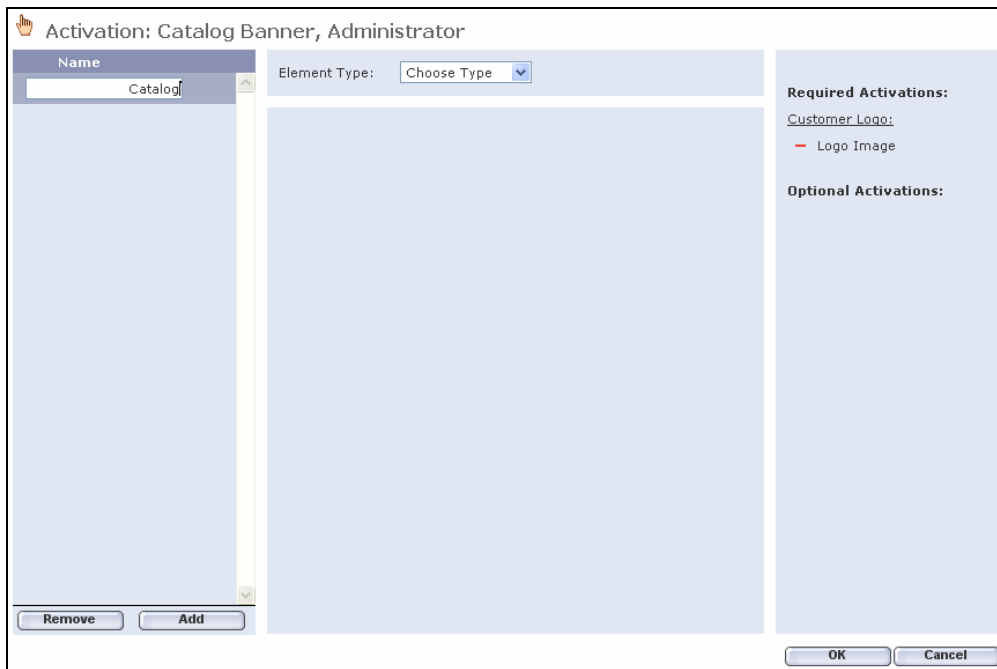 Activation: Catalog Banner, Administrator
Name
Catalog
Remove
Add
Element Type:
Choose Type
Required Activations:
Customer Logo:
Logo Image
Optional Activations:
OK
Cancel